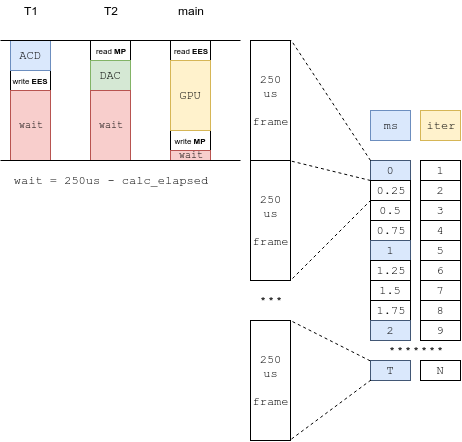 T1 T2 main
ACD
write EES
wait
read MP
DAC
wait
read EES
GPU
write MP
wait
wait = 250us - calc_elapsed
250
us
frame
250
us
frame
***
250
us
frame
ms iter
0 1
0.25 2
0.5 3
0.75 4
1 5
1.25 6
1.5 7
1.75 8
2 9
*******
T N